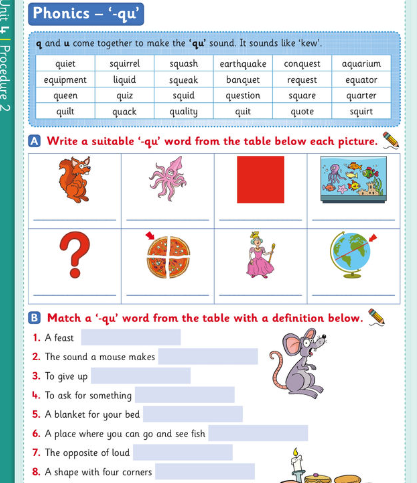 Unit 4 | Procedure 2
Phonics – ‘-qu’
q and u come together to make the ‘qu’ sound. It sounds like ‘kew’.
quiet squirrel squash earthquake conquest aquarium
equipment liquid squeak banquet request equator
queen quiz squid question square quarter
quilt quack quality quit quote squirt
A Write a suitable ‘-qu’ word from the table below each picture.
?
B Match a ‘-qu’ word from the table with a definition below.
1. A feast
2. The sound a mouse makes
3. To give up
4. To ask for something
5. A blanket for your bed
6. A place where you can go and see fish
7. The opposite of loud
8. A shape with four corners